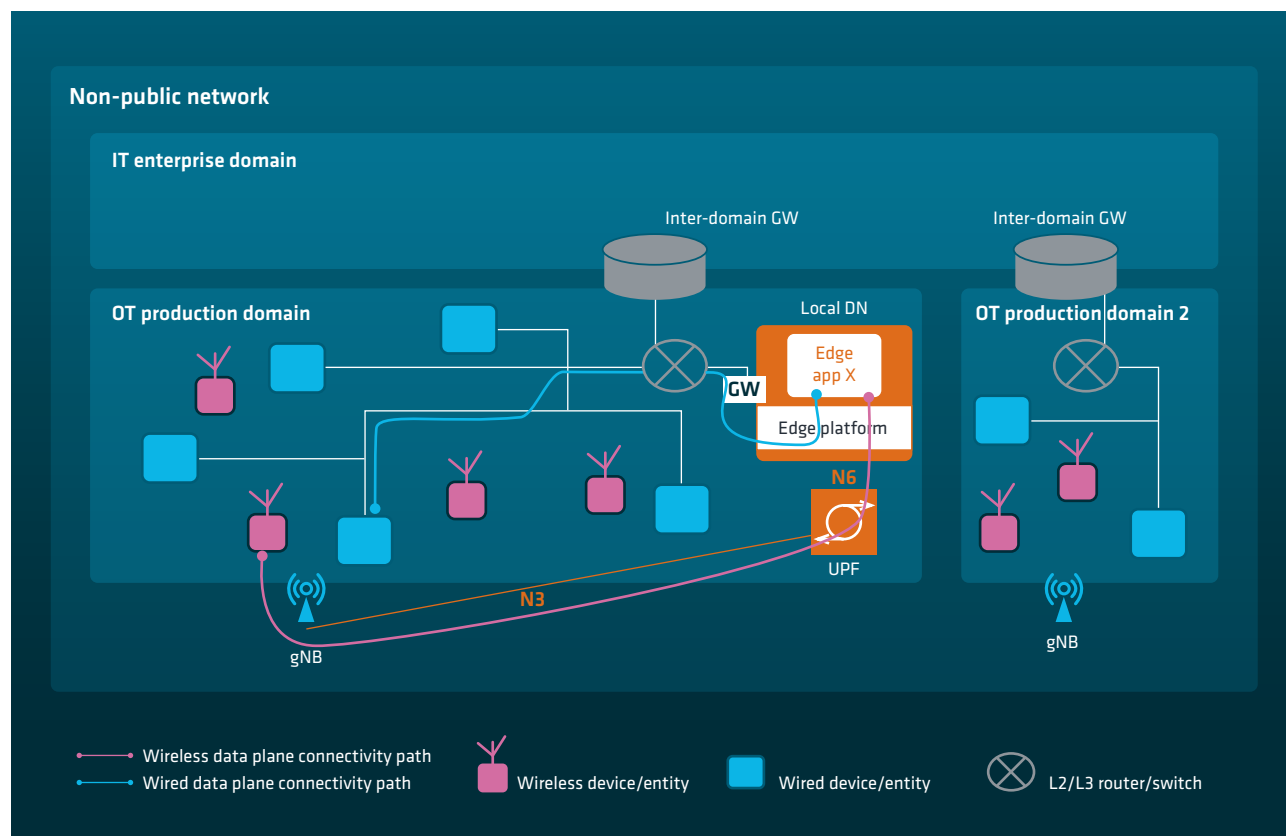 Non-public network
IT enterprise domain
Inter-domain GW
Inter-domain GW
OT production domain
Local DN
OT production domain 2
Edge
app X
GW
Edge platform
N6
UPF
N3
gNB
gNB
Wireless data plane connectivity path
Wired data plane connectivity path
Wireless device/entity
Wired device/entity
L2/L3 router/switch